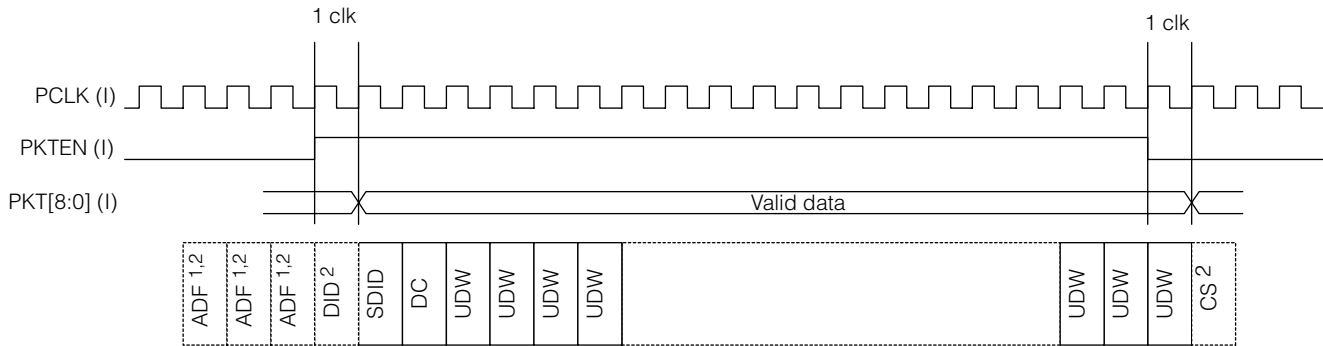 1 clk
1 clk
PCLK (I)
PKTEN (I)
PKT[8:0] (I)
Valid data
ADF 1,2
ADF 1,2
ADF 1,2
DID 2
SDID
DC
UDW
UDW
UDW
UDW
UDW
UDW
UDW
CS 2